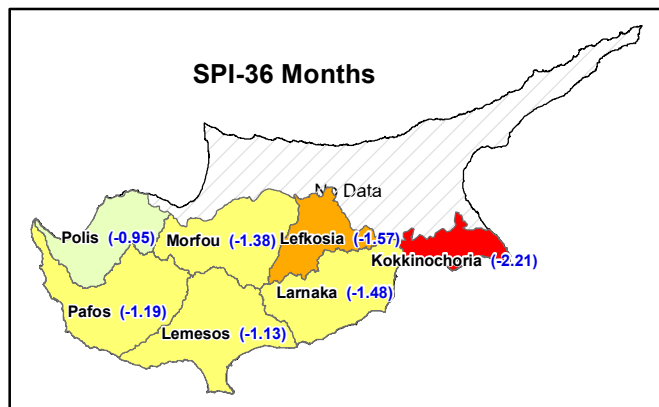 SPI-36 Months
No Data
Polis (-0.95)
Morfou (-1.38)
Lefkosia (-1.57)
Kokkinochoria (-2.21)
Larnaka (-1.48)
Pafos (-1.19)
Lemesos (-1.13)